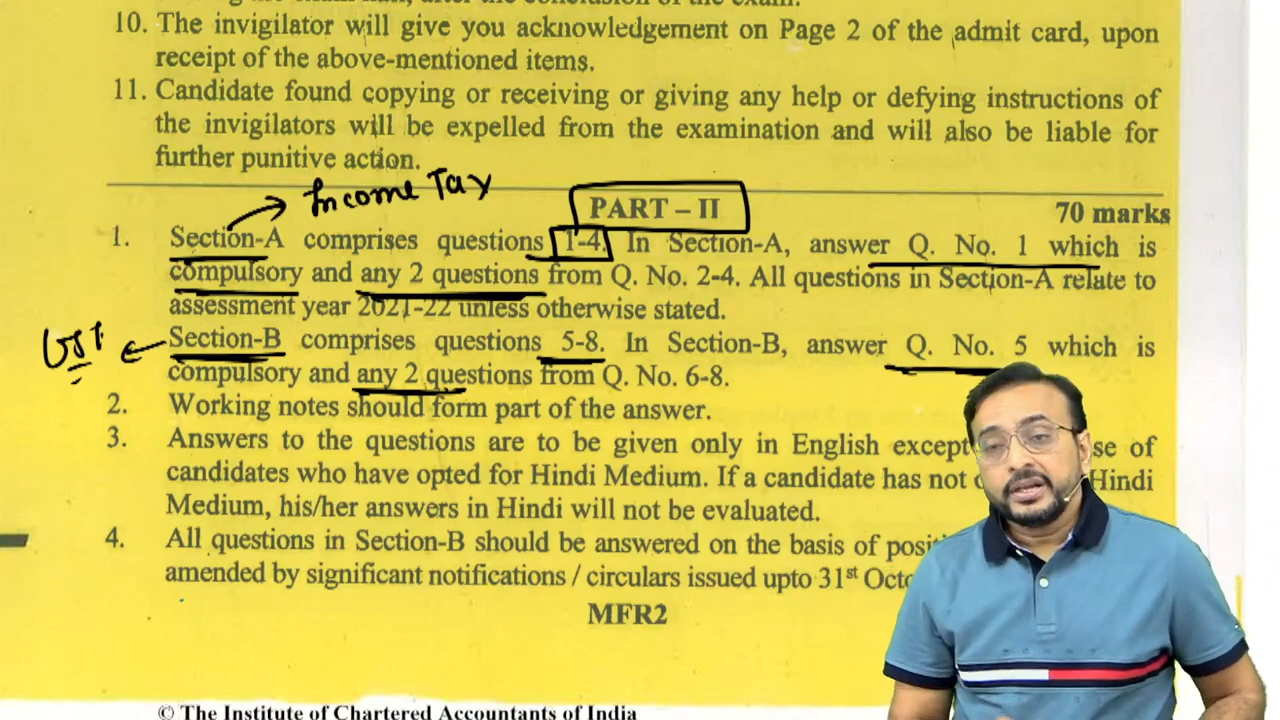 10. The invigilator will give you acknowledgement on Page 2 of the admit card, upon
receipt of the above-mentioned items.
11. Candidate found copying or receiving or giving any help or defying instructions of
the invigilators will be expelled from the examination and will also be liable for
further punitive action.
Income Tax
PART – II
70 marks
1. Section-A comprises questions 1-4. In Section-A, answer Q. No. 1 which is
compulsory and any 2 questions from Q. No. 2-4. All questions in Section-A relate to
assessment year 2021-22 unless otherwise stated.
GST
Section-B comprises questions 5-8. In Section-B, answer Q. No. 5 which is
compulsory and any 2 questions from Q. No. 6-8.
2. Working notes should form part of the answer.
3. Answers to the questions are to be given only in English except se of
candidates who have opted for Hindi Medium. If a candidate has not Hindi
Medium, his/her answers in Hindi will not be evaluated.
4. All questions in Section-B should be answered on the basis of posi
amended by significant notifications / circulars issued upto 31st Octo
MFR2
© The Institute of Chartered Accountants of India